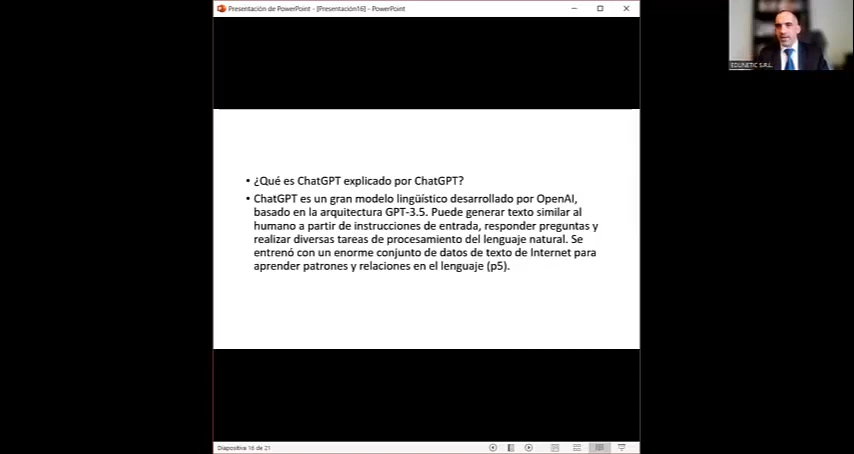 Presentación de PowerPoint - [Presentación16] - PowerPoint
EDUNETIC S.R.L.
• ¿Qué es ChatGPT explicado por ChatGPT?
• ChatGPT es un gran modelo lingüístico desarrollado por OpenAI,
basado en la arquitectura GPT-3.5. Puede generar texto similar al
humano a partir de instrucciones de entrada, responder preguntas y
realizar diversas tareas de procesamiento del lenguaje natural. Se
entrenó con un enorme conjunto de datos de texto de Internet para
aprender patrones y relaciones en el lenguaje (p5).
Diapositiva 16 de 21